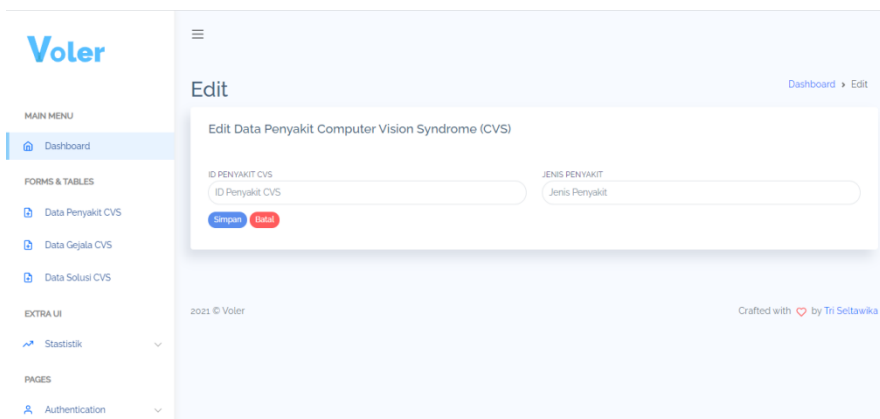 Voler
MAIN MENU
Dashboard
FORMS & TABLES
Data Penyakit CVS
Data Gejala CVS
Data Solusi CVS
EXTRA UI
Stastistik
PAGES
Authentication
Edit
Dashboard > Edit
Edit Data Penyakit Computer Vision Syndrome (CVS)
ID PENYAKIT CVS
ID Penyakit CVS
JENIS PENYAKIT
Jenis Penyakit
Simpan Batal
2021 © Voler
Crafted with ♡ by Tri Seltawika